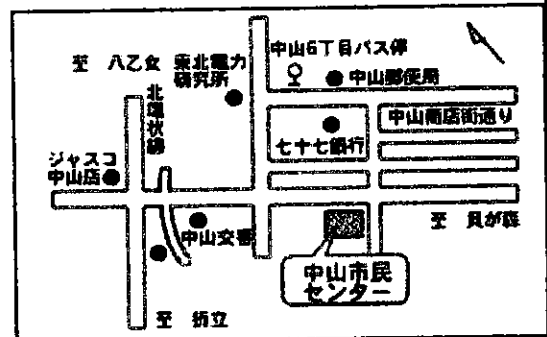 中山6丁目バス停
至 八乙女
東北電力
研究所
中山郵便局
北環状線
中山商店街通り
七十七銀行
ジャスコ
中山店
至 貝が森
中山交番
中山市民
センター
至 折立